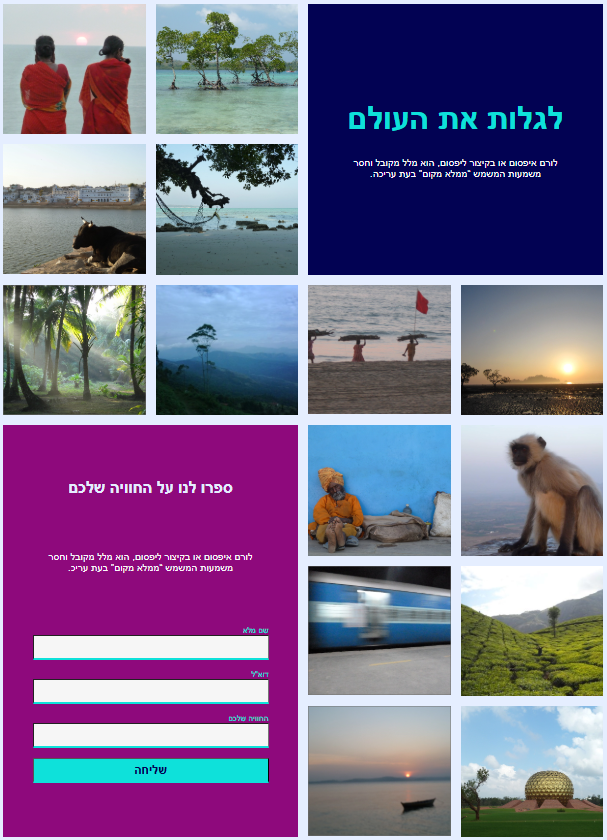 לגלות את העולם
לורם איפסום או בקיצור ליפסום, הוא מלל מקובל וחסר
משמעות המשמש "ממלא מקום" בעת עריכה.
ספרו לנו על החוויה שלכם
לורם איפסום או בקיצור ליפסום, הוא מלל מקובל וחסר
משמעות המשמש "ממלא מקום" בעת עריכ.
שם מלא
דוא"ל
החוויה שלכם
שליחה